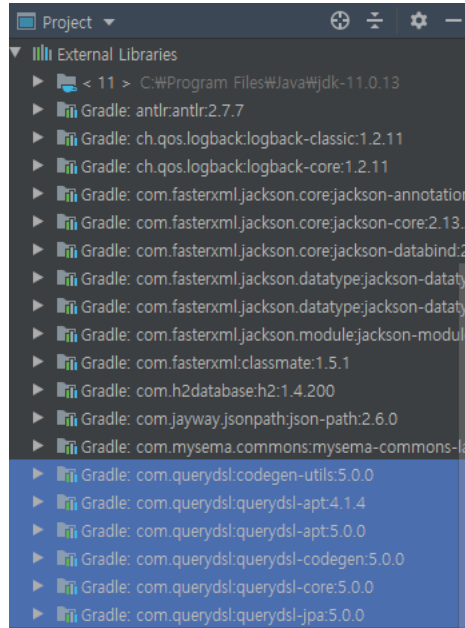 Project
External Libraries
< 11 > C:₩Program Files₩Java₩jdk-11.0.13
Gradle: antlr:antlr:2.7.7
Gradle: ch.qos.logback:logback-classic:1.2.11
Gradle: ch.qos.logback:logback-core:1.2.11
Gradle: com.fasterxml.jackson.core:jackson-annotation
Gradle: com.fasterxml.jackson.core:jackson-core:2.13.
Gradle: com.fasterxml.jackson.core:jackson-databind:2
Gradle: com.fasterxml.jackson.datatype:jackson-dataty
Gradle: com.fasterxml.jackson.datatype:jackson-dataty
Gradle: com.fasterxml.jackson.module:jackson-modul
Gradle: com.fasterxml:classmate:1.5.1
Gradle: com.h2database:h2:1.4.200
Gradle: com.jayway.jsonpath:json-path:2.6.0
Gradle: com.mysema.commons:mysema-commons-la
Gradle: com.querydsl:codegen-utils:5.0.0
Gradle: com.querydsl:querydsl-apt:4.1.4
Gradle: com.querydsl:querydsl-apt:5.0.0
Gradle: com.querydsl:querydsl-codegen:5.0.0
Gradle: com.querydsl:querydsl-core:5.0.0
Gradle: com.querydsl:querydsl-jpa:5.0.0